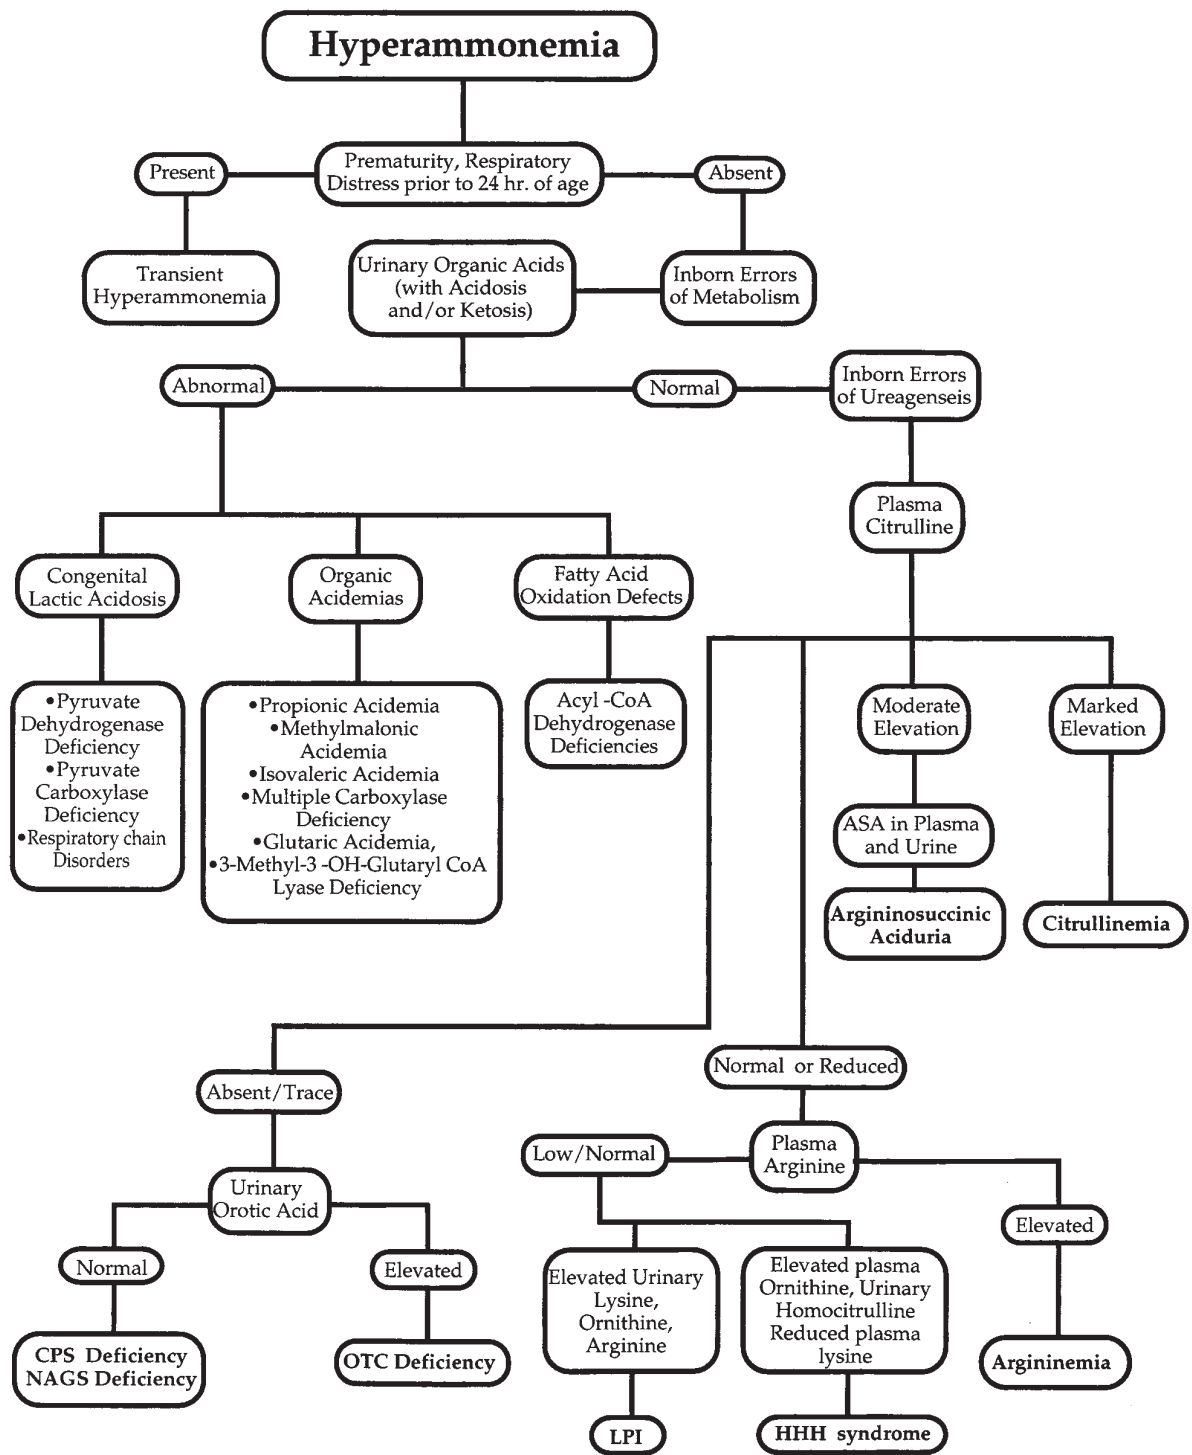 Hyperammonemia
Present
Prematurity, Respiratory
Distress prior to 24 hr. of age
Absent
Transient
Hyperammonemia
Urinary Organic Acids
(with Acidosis
and/or Ketosis)
Inborn Errors
of Metabolism
Abnormal
Normal
Inborn Errors
of Ureagenseis
Plasma
Citrulline
Congenital
Lactic Acidosis
Organic
Acidemias
Fatty Acid
Oxidation Defects
•Pyruvate
Dehydrogenase
Deficiency
•Pyruvate
Carboxylase
Deficiency
•Respiratory chain
Disorders
•Propionic Acidemia
•Methylmalonic
Acidemia
•Isovaleric Acidemia
•Multiple Carboxylase
Deficiency
•Glutaric Acidemia,
•3-Methyl-3 -OH-Glutaryl CoA
Lyase Deficiency
Acyl -CoA
Dehydrogenase
Deficiencies
Moderate
Elevation
Marked
Elevation
ASA in Plasma
and Urine
Argininosuccinic
Aciduria
Citrullinemia
Absent/Trace
Normal or Reduced
Urinary
Orotic Acid
Low/Normal
Plasma
Arginine
Elevated
Normal
Elevated
Elevated Urinary
Lysine,
Ornithine,
Arginine
Elevated plasma
Ornithine, Urinary
Homocitrulline
Reduced plasma
lysine
CPS Deficiency
NAGS Deficiency
OTC Deficiency
Argininemia
LPI
HHH syndrome